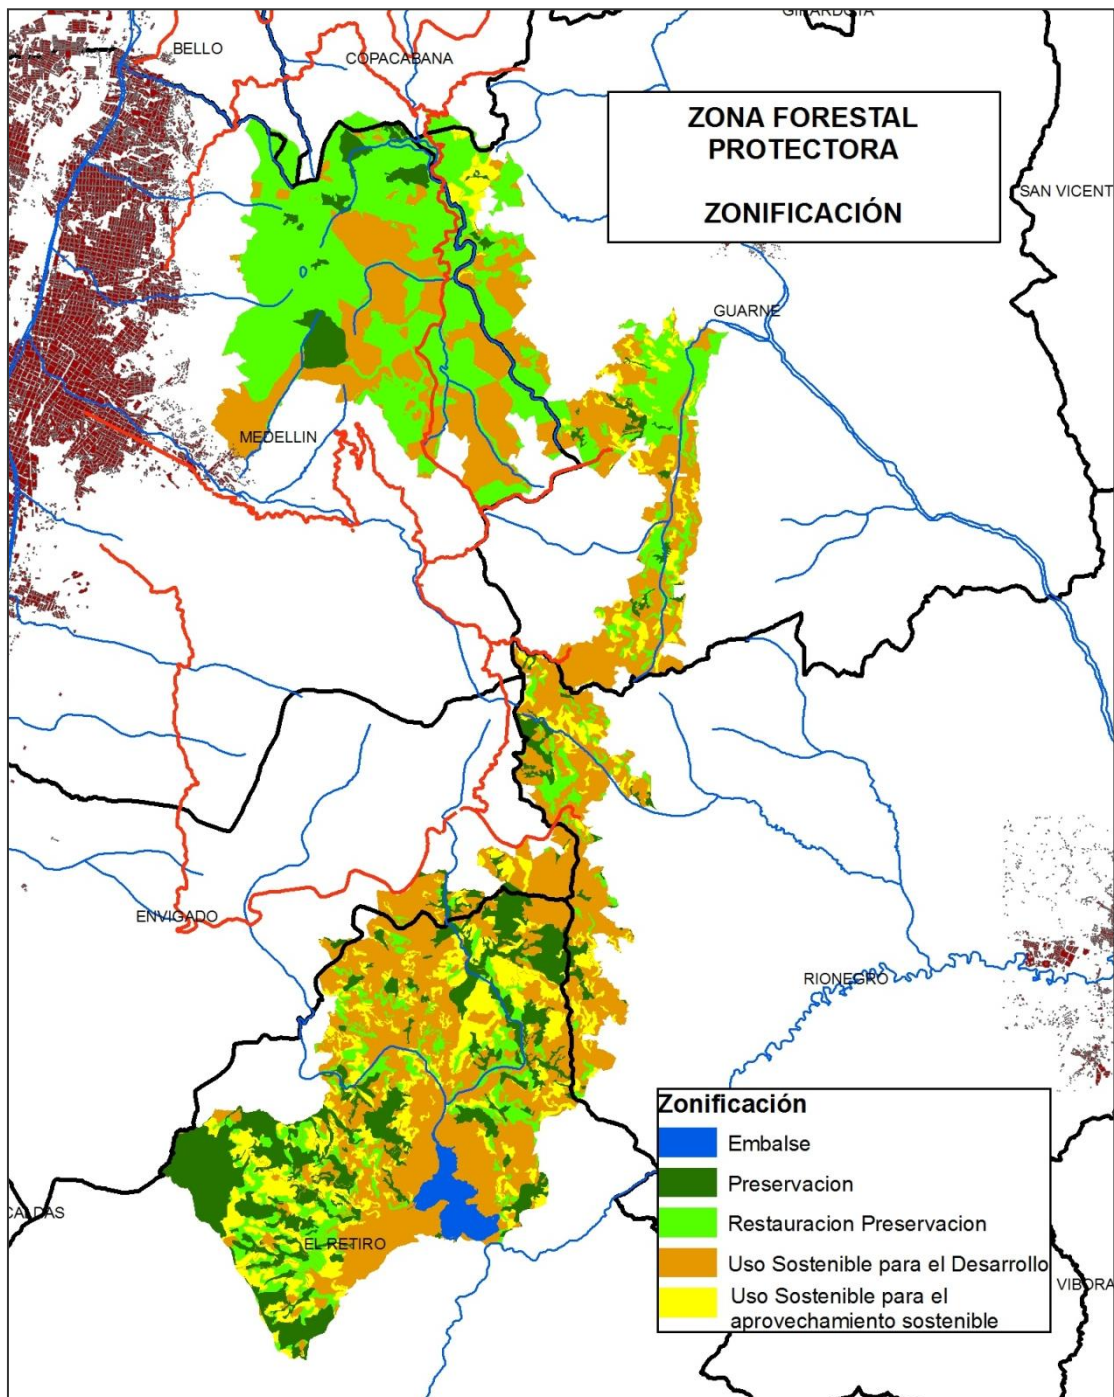 GIRARDOTA
BELLO
COPACABANA
ZONA FORESTAL
PROTECTORA
ZONIFICACIÓN
SAN VICENT
GUARNE
MEDELLIN
ENVIGADO
RIONEGRO
Zonificación
Embalse
Preservacion
Restauracion Preservacion
Uso Sostenible para el Desarrollo
Uso Sostenible para el
aprovechamiento sostenible
CALDAS
EL RETIRO
VIBORA